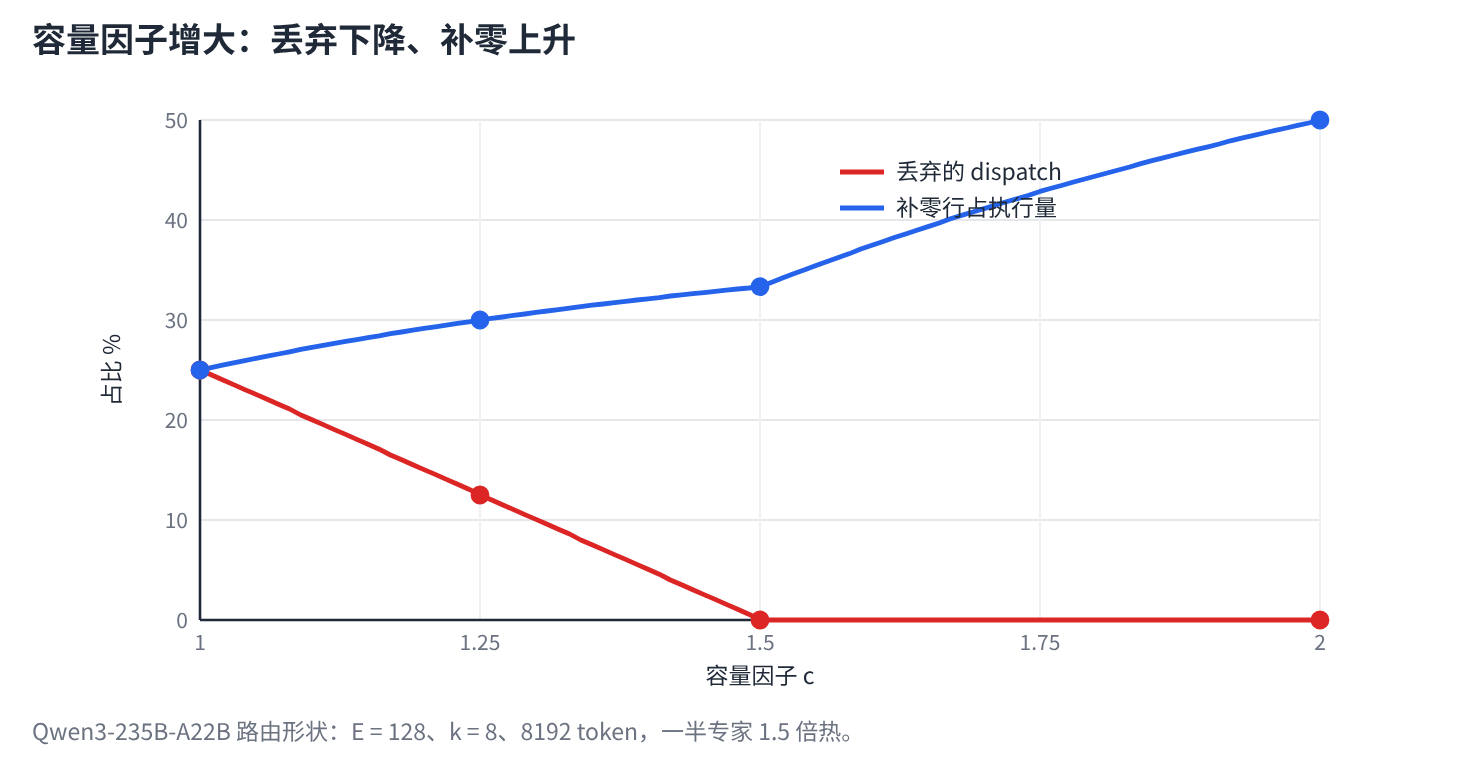 容量因子增大：丢弃下降、补零上升
50
40
30
20
10
0
占比 %
丢弃的 dispatch
补零行占执行量
1
1.25
1.5
1.75
2
容量因子 c
Qwen3-235B-A22B 路由形状：E = 128、k = 8、8192 token，一半专家 1.5 倍热。